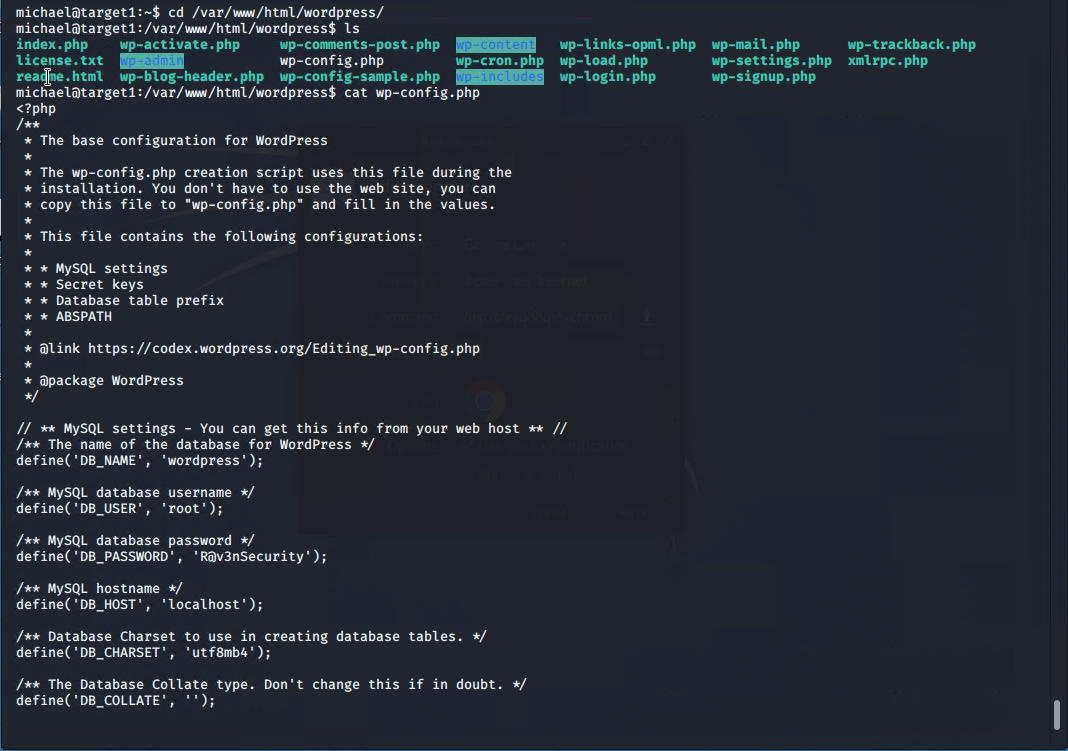 michael@target1:~$ cd /var/www/html/wordpress/
michael@target1:/var/www/html/wordpress$ ls
index.php    wp-activate.php     wp-comments-post.php  wp-content   wp-links-opml.php  wp-mail.php      wp-trackback.php
license.txt  wp-admin            wp-config.php         wp-cron.php  wp-load.php        wp-settings.php  xmlrpc.php
readme.html  wp-blog-header.php  wp-config-sample.php  wp-includes  wp-login.php       wp-signup.php
michael@target1:/var/www/html/wordpress$ cat wp-config.php
<?php
/**
 * The base configuration for WordPress
 *
 * The wp-config.php creation script uses this file during the
 * installation. You don't have to use the web site, you can
 * copy this file to "wp-config.php" and fill in the values.
 *
 * This file contains the following configurations:
 *
 * * MySQL settings
 * * Secret keys
 * * Database table prefix
 * * ABSPATH
 *
 * @link https://codex.wordpress.org/Editing_wp-config.php
 *
 * @package WordPress
 */

// ** MySQL settings - You can get this info from your web host ** //
/** The name of the database for WordPress */
define('DB_NAME', 'wordpress');

/** MySQL database username */
define('DB_USER', 'root');

/** MySQL database password */
define('DB_PASSWORD', 'R@v3nSecurity');

/** MySQL hostname */
define('DB_HOST', 'localhost');

/** Database Charset to use in creating database tables. */
define('DB_CHARSET', 'utf8mb4');

/** The Database Collate type. Don't change this if in doubt. */
define('DB_COLLATE', '');